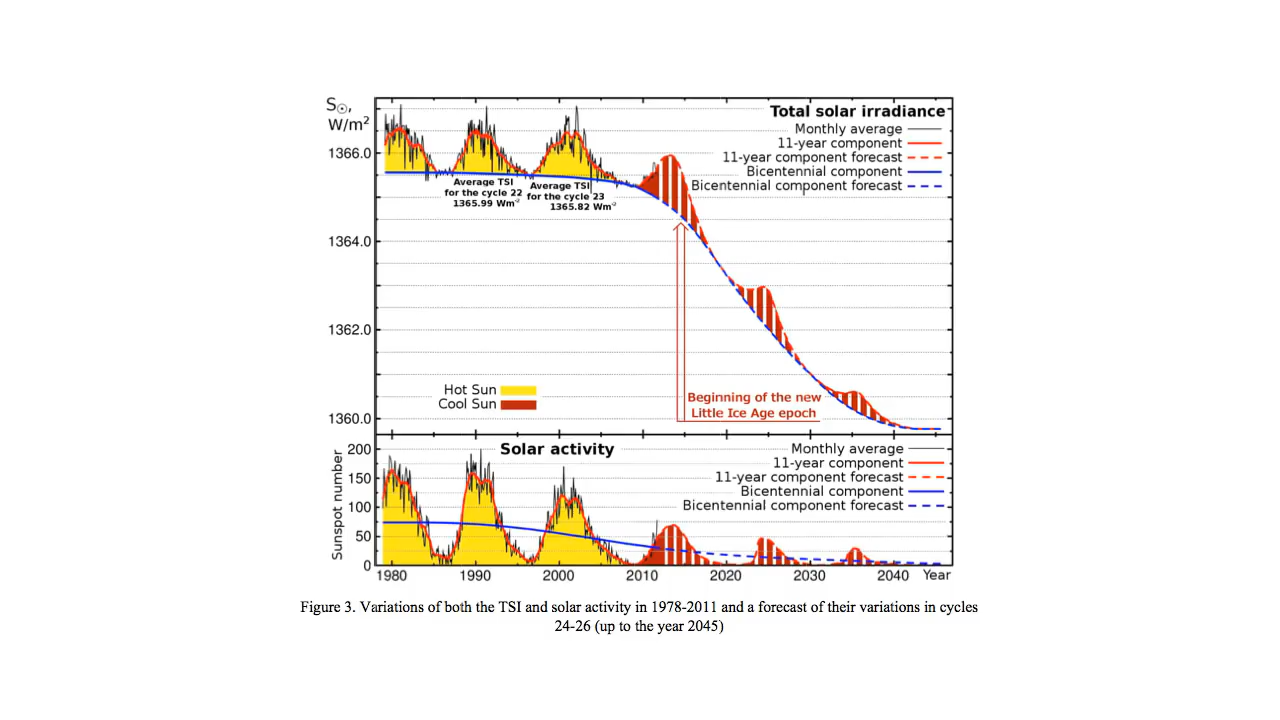 S☉,
W/m²
Total solar irradiance
Monthly average
11-year component
11-year component forecast
Bicentennial component
Bicentennial component forecast
1366.0
1364.0
1362.0
1360.0
Average TSI
for the cycle 22
1365.99 Wm⁻²
Average TSI
for the cycle 23
1365.82 Wm⁻²
Hot Sun
Cool Sun
Beginning of the new
Little Ice Age epoch
Solar activity
Monthly average
11-year component
11-year component forecast
Bicentennial component
Bicentennial component forecast
Sunspot number
200
150
100
50
0
1980 1990 2000 2010 2020 2030 2040 Year
Figure 3. Variations of both the TSI and solar activity in 1978-2011 and a forecast of their variations in cycles
24-26 (up to the year 2045)